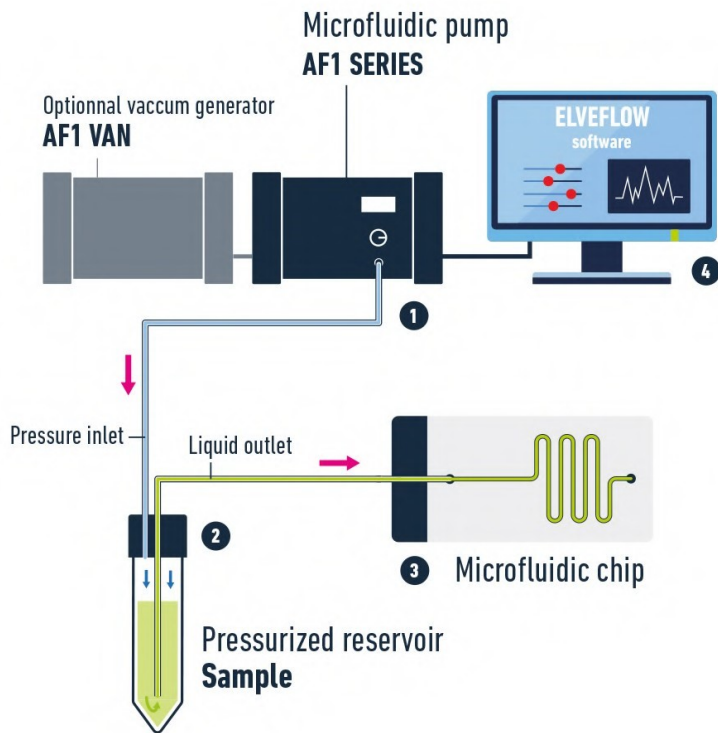 Microfluidic pump
AF1 SERIES
Optionnal vaccum generator
AF1 VAN
ELVEFLOW
software
4
1
Pressure inlet
Liquid outlet
2
3
Microfluidic chip
Pressurized reservoir
Sample